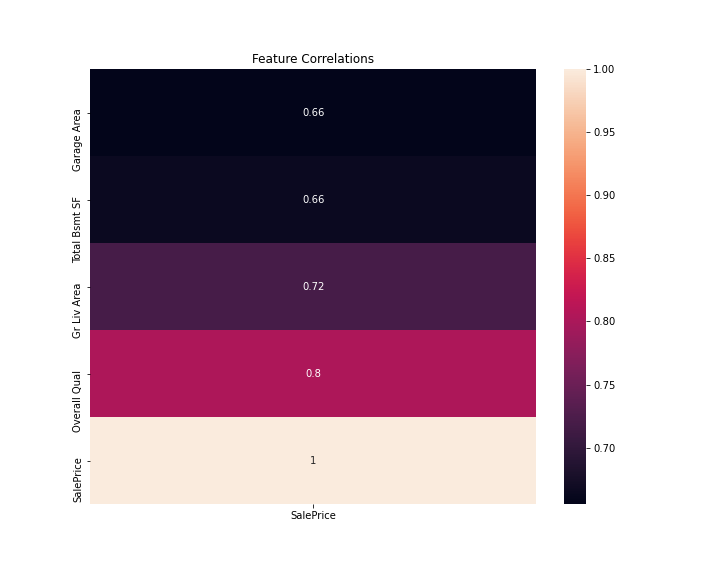 Feature Correlations
Garage Area
0.66
Total Bsmt SF
0.66
Gr Liv Area
0.72
Overall Qual
0.8
SalePrice
1
SalePrice
1.00
0.95
0.90
0.85
0.80
0.75
0.70